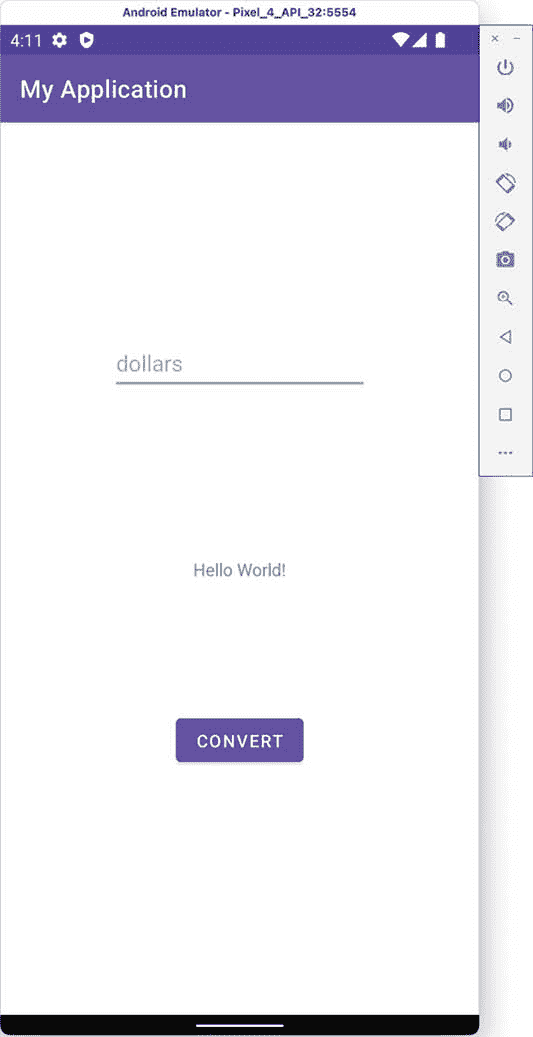 Android Emulator - Pixel_4_API_32:5554
4:11
My Application
dollars
Hello World!
CONVERT